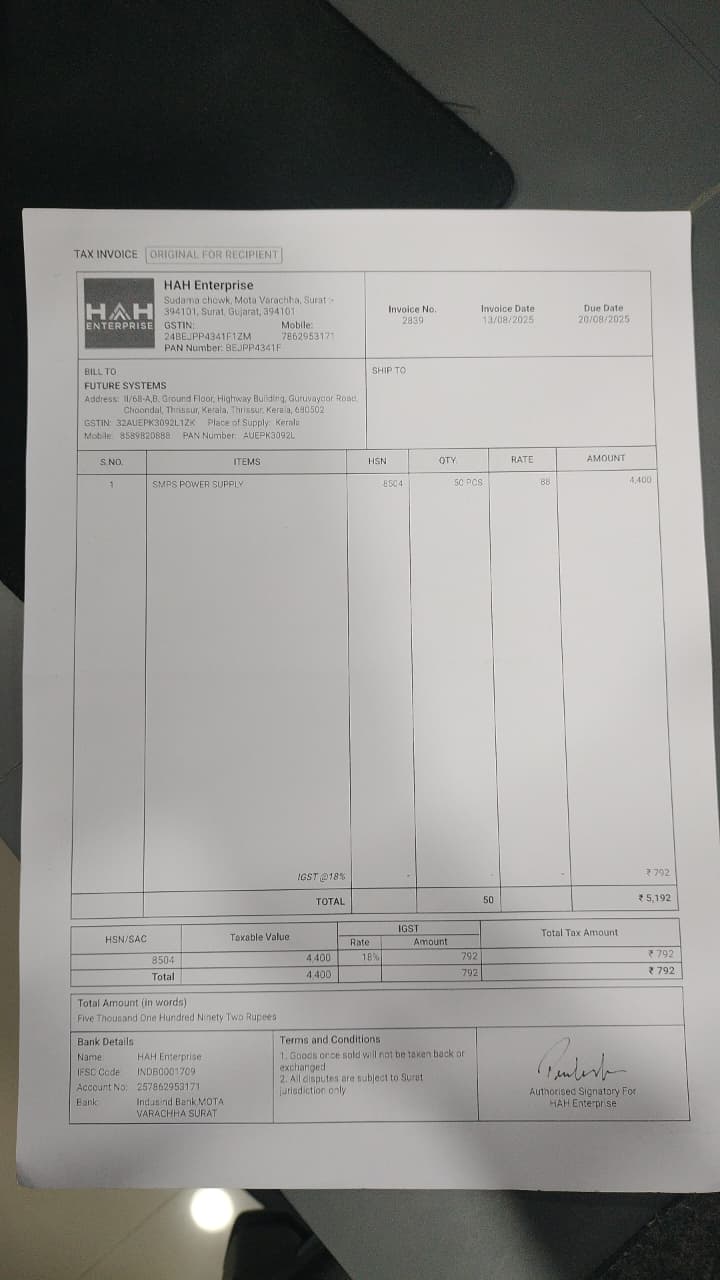 TAX INVOICE ORIGINAL FOR RECIPIENT
HAH
ENTERPRISE
HAH Enterprise
Sudama chowk, Mota Varachha, Surat :-
394101, Surat, Gujarat, 394101
GSTIN: Mobile:
24BEJPP4341F1ZM 7862953171
PAN Number: BEJPP4341F
Invoice No. Invoice Date Due Date
2839 13/08/2025 20/08/2025
BILL TO
FUTURE SYSTEMS
Address: II/68-A,B, Ground Floor, Highway Building, Guruvayoor Road,
Choondal, Thrissur, Kerala, Thrissur, Kerala, 680502
GSTIN: 32AUEPK3092L1ZK Place of Supply: Kerala
Mobile: 8589820888 PAN Number: AUEPK3092L
SHIP TO
S.NO. ITEMS HSN QTY. RATE AMOUNT
1 SMPS POWER SUPPLY 8504 50 PCS 88 4,400
IGST @18% - - - ₹ 792
TOTAL 50 ₹ 5,192
HSN/SAC Taxable Value IGST Total Tax Amount
Rate Amount
8504 4,400 18% 792 ₹ 792
Total 4,400 792 ₹ 792
Total Amount (in words)
Five Thousand One Hundred Ninety Two Rupees
Bank Details
Name: HAH Enterprise
IFSC Code: INDB0001709
Account No: 257862953171
Bank: Indusind Bank,MOTA
VARACHHA SURAT
Terms and Conditions
1. Goods once sold will not be taken back or
exchanged
2. All disputes are subject to Surat
jurisdiction only
Authorised Signatory For
HAH Enterprise